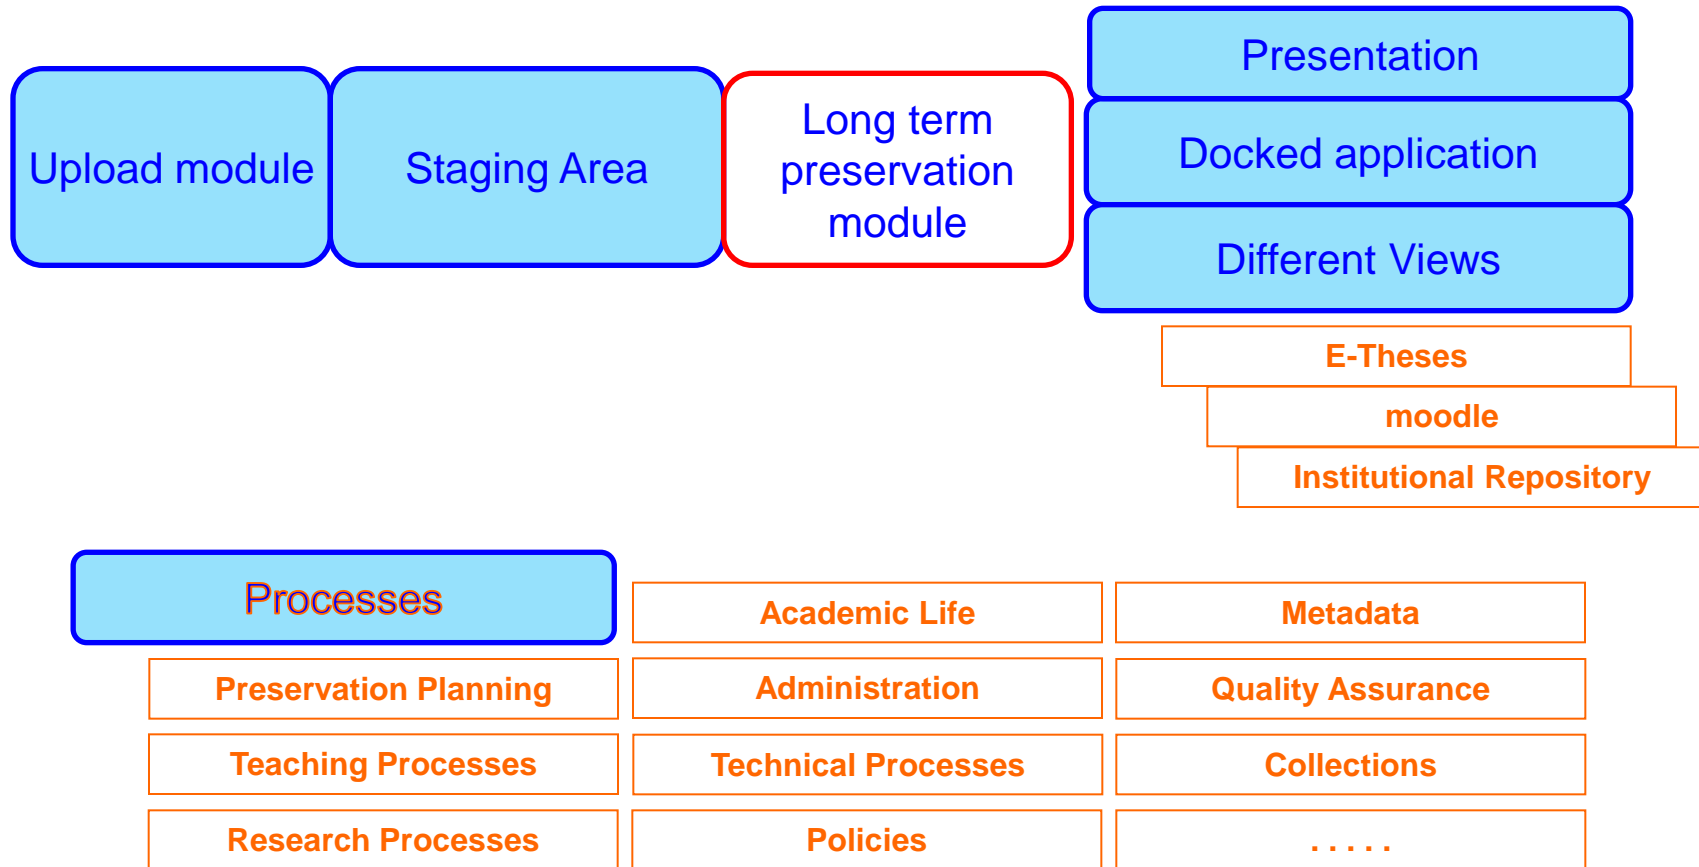 Upload module
Staging Area
Long term
preservation
module
Presentation
Docked application
Different Views
E-Theses
moodle
Institutional Repository
Processes
Academic Life
Metadata
Preservation Planning
Administration
Quality Assurance
Teaching Processes
Technical Processes
Collections
Research Processes
Policies
. . . . .